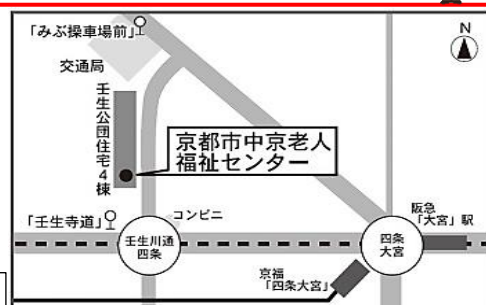 「みぶ操車場前」
N
交通局
壬生公団住宅4棟
京都市中京老人
福祉センター
「壬生寺道」
コンビニ
壬生川通
四条
四条
大宮
阪急
「大宮」駅
京福
「四条大宮」